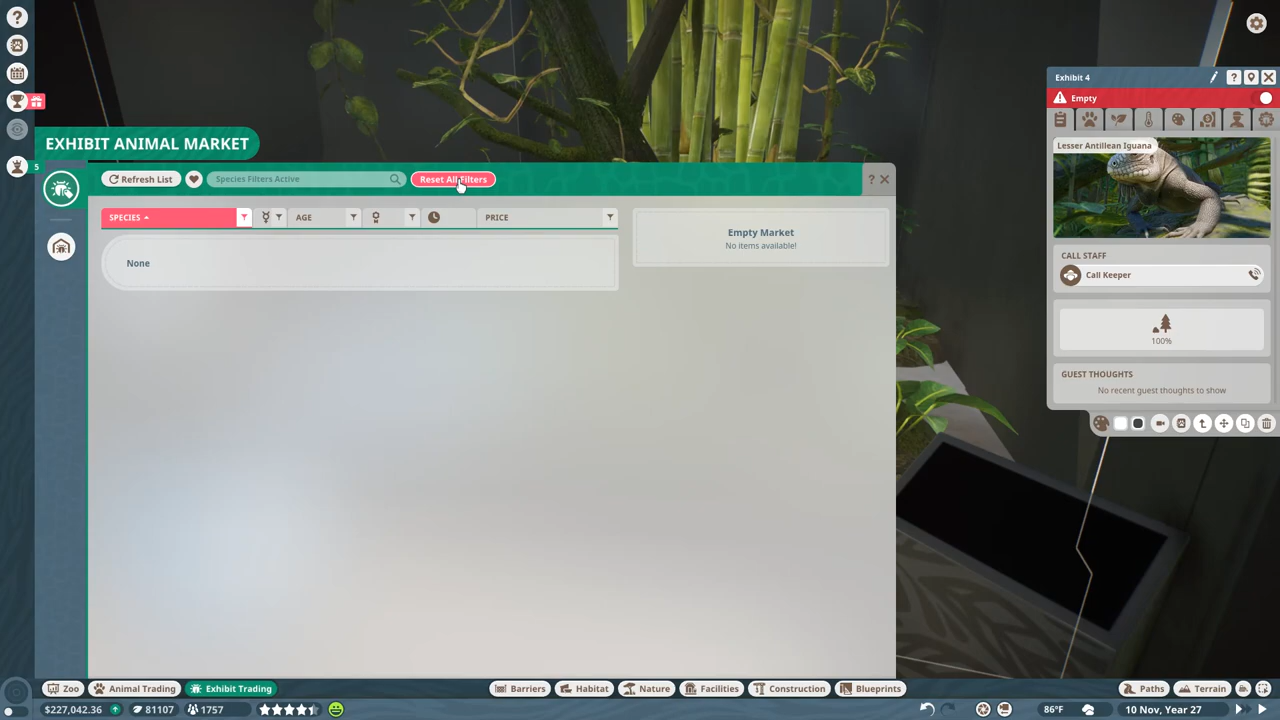 EXHIBIT ANIMAL MARKET
Refresh List
Species Filters Active
Reset All Filters
?
SPECIES
AGE
PRICE
None
Empty Market
No items available!
Exhibit 4
?
Empty
Lesser Antillean Iguana
CALL STAFF
Call Keeper
100%
GUEST THOUGHTS
No recent guest thoughts to show
?
5
Zoo
Animal Trading
Exhibit Trading
Barriers
Habitat
Nature
Facilities
Construction
Blueprints
Paths
Terrain
$227,042.36
81107
1757
86°F
10 Nov, Year 27